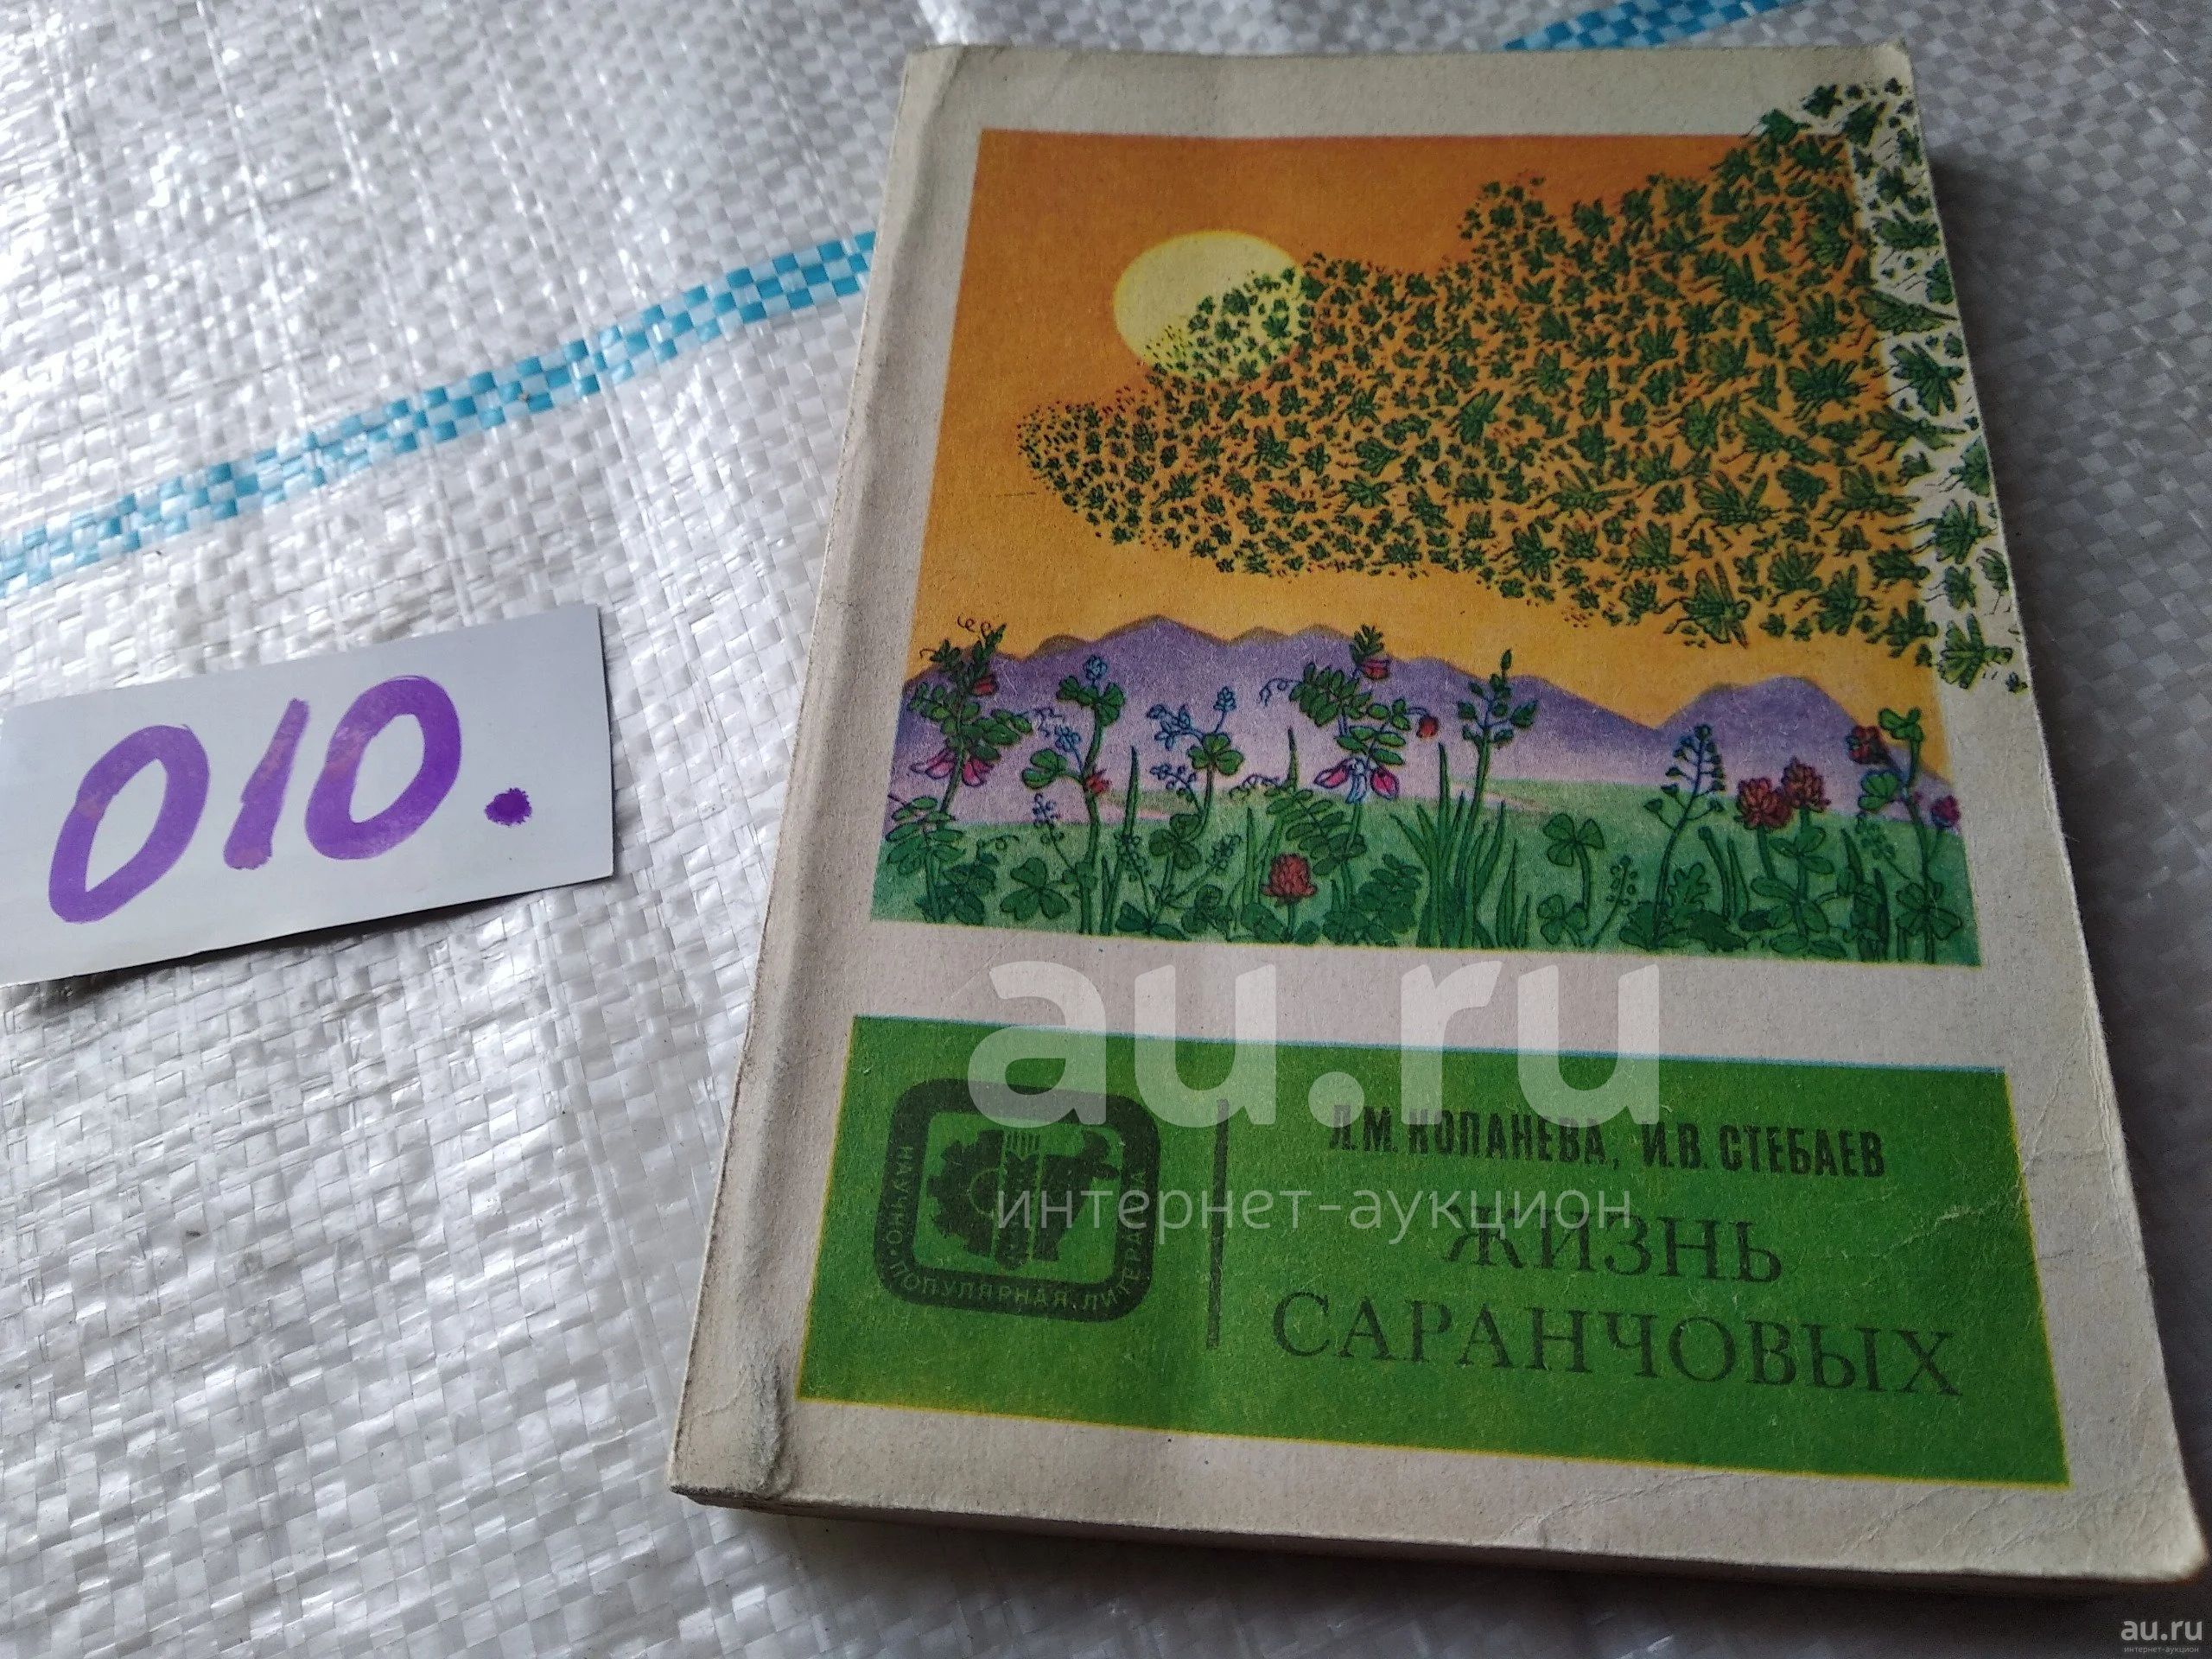 010.
Л.М. КОПАНЕВА, И.В. СТЕБАЕВ
ЖИЗНЬ
САРАНЧОВЫХ
НАУЧНО-ПОПУЛЯРНАЯ ЛИТЕРАТУРА
au.ru
интернет-аукцион
au.ru
интернет-аукцион